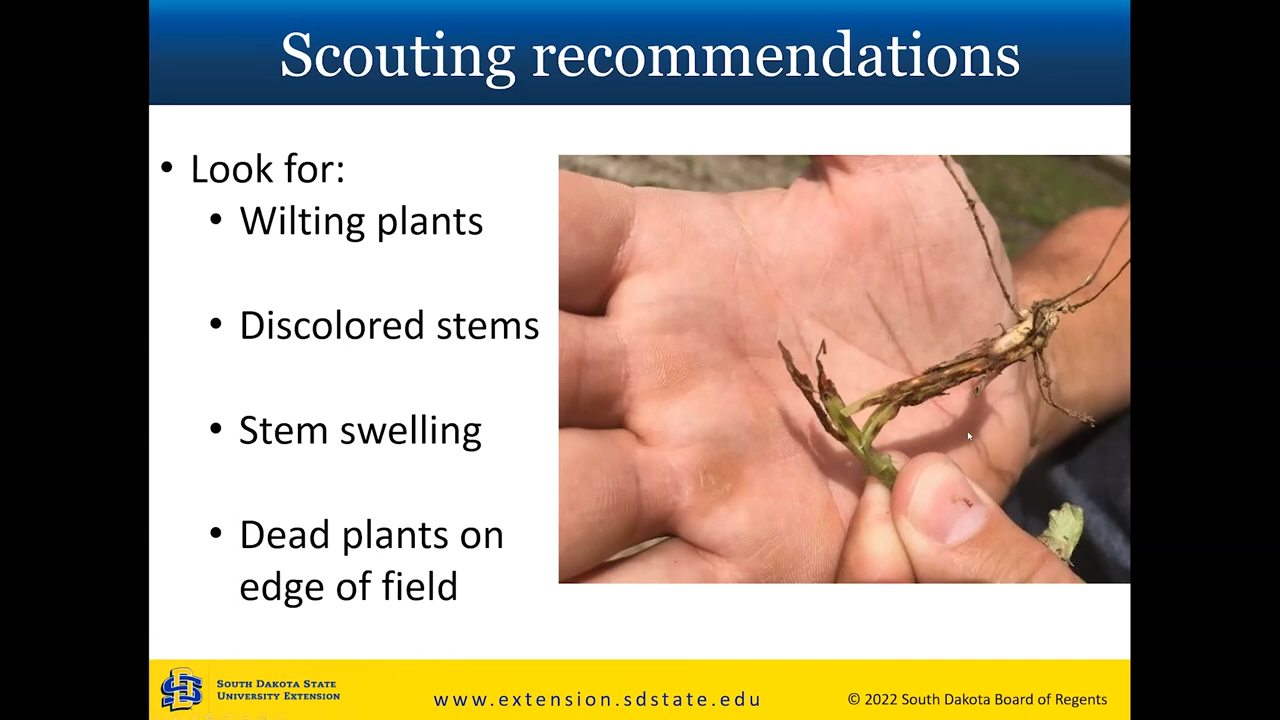 Scouting recommendations
• Look for:
• Wilting plants
• Discolored stems
• Stem swelling
• Dead plants on
edge of field
SOUTH DAKOTA STATE
UNIVERSITY EXTENSION
www.extension.sdstate.edu
© 2022 South Dakota Board of Regents